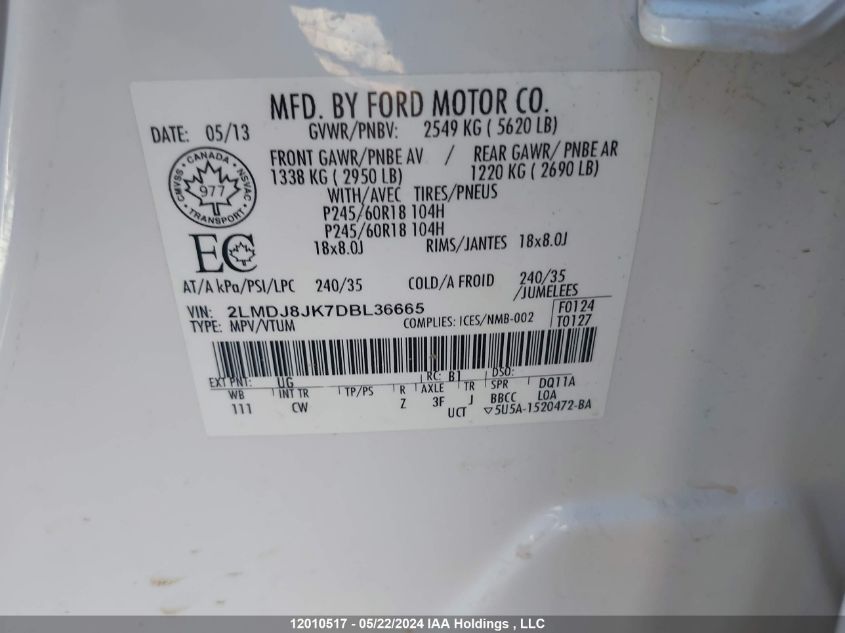 MFD. BY FORD MOTOR CO.
DATE: 05/13 GVWR/PNBV: 2549 KG ( 5620 LB)
FRONT GAWR/PNBE AV / REAR GAWR/ PNBE AR
1338 KG ( 2950 LB) 1220 KG ( 2690 LB)
WITH/AVEC TIRES/PNEUS
P245/60R18 104H
P245/60R18 104H
18x8.0J RIMS/JANTES 18x8.0J
CANADA
CMVSS 977 NSVAC
TRANSPORT
EC
AT/A kPa/PSI/LPC 240/35 COLD/A FROID 240/35
/JUMELEES
VIN: 2LMDJ8JK7DBL36665 F0124
TYPE: MPV/VTUM COMPLIES: ICES/NMB-002 T0127
EXT PNT: UG RC: B1 DSO:
WB INT TR TP/PS R AXLE TR SPR DQ11A
111 CW Z 3F J BBCC LOA
UCT ▽5U5A-1520472-BA
12010517 - 05/22/2024 IAA Holdings , LLC